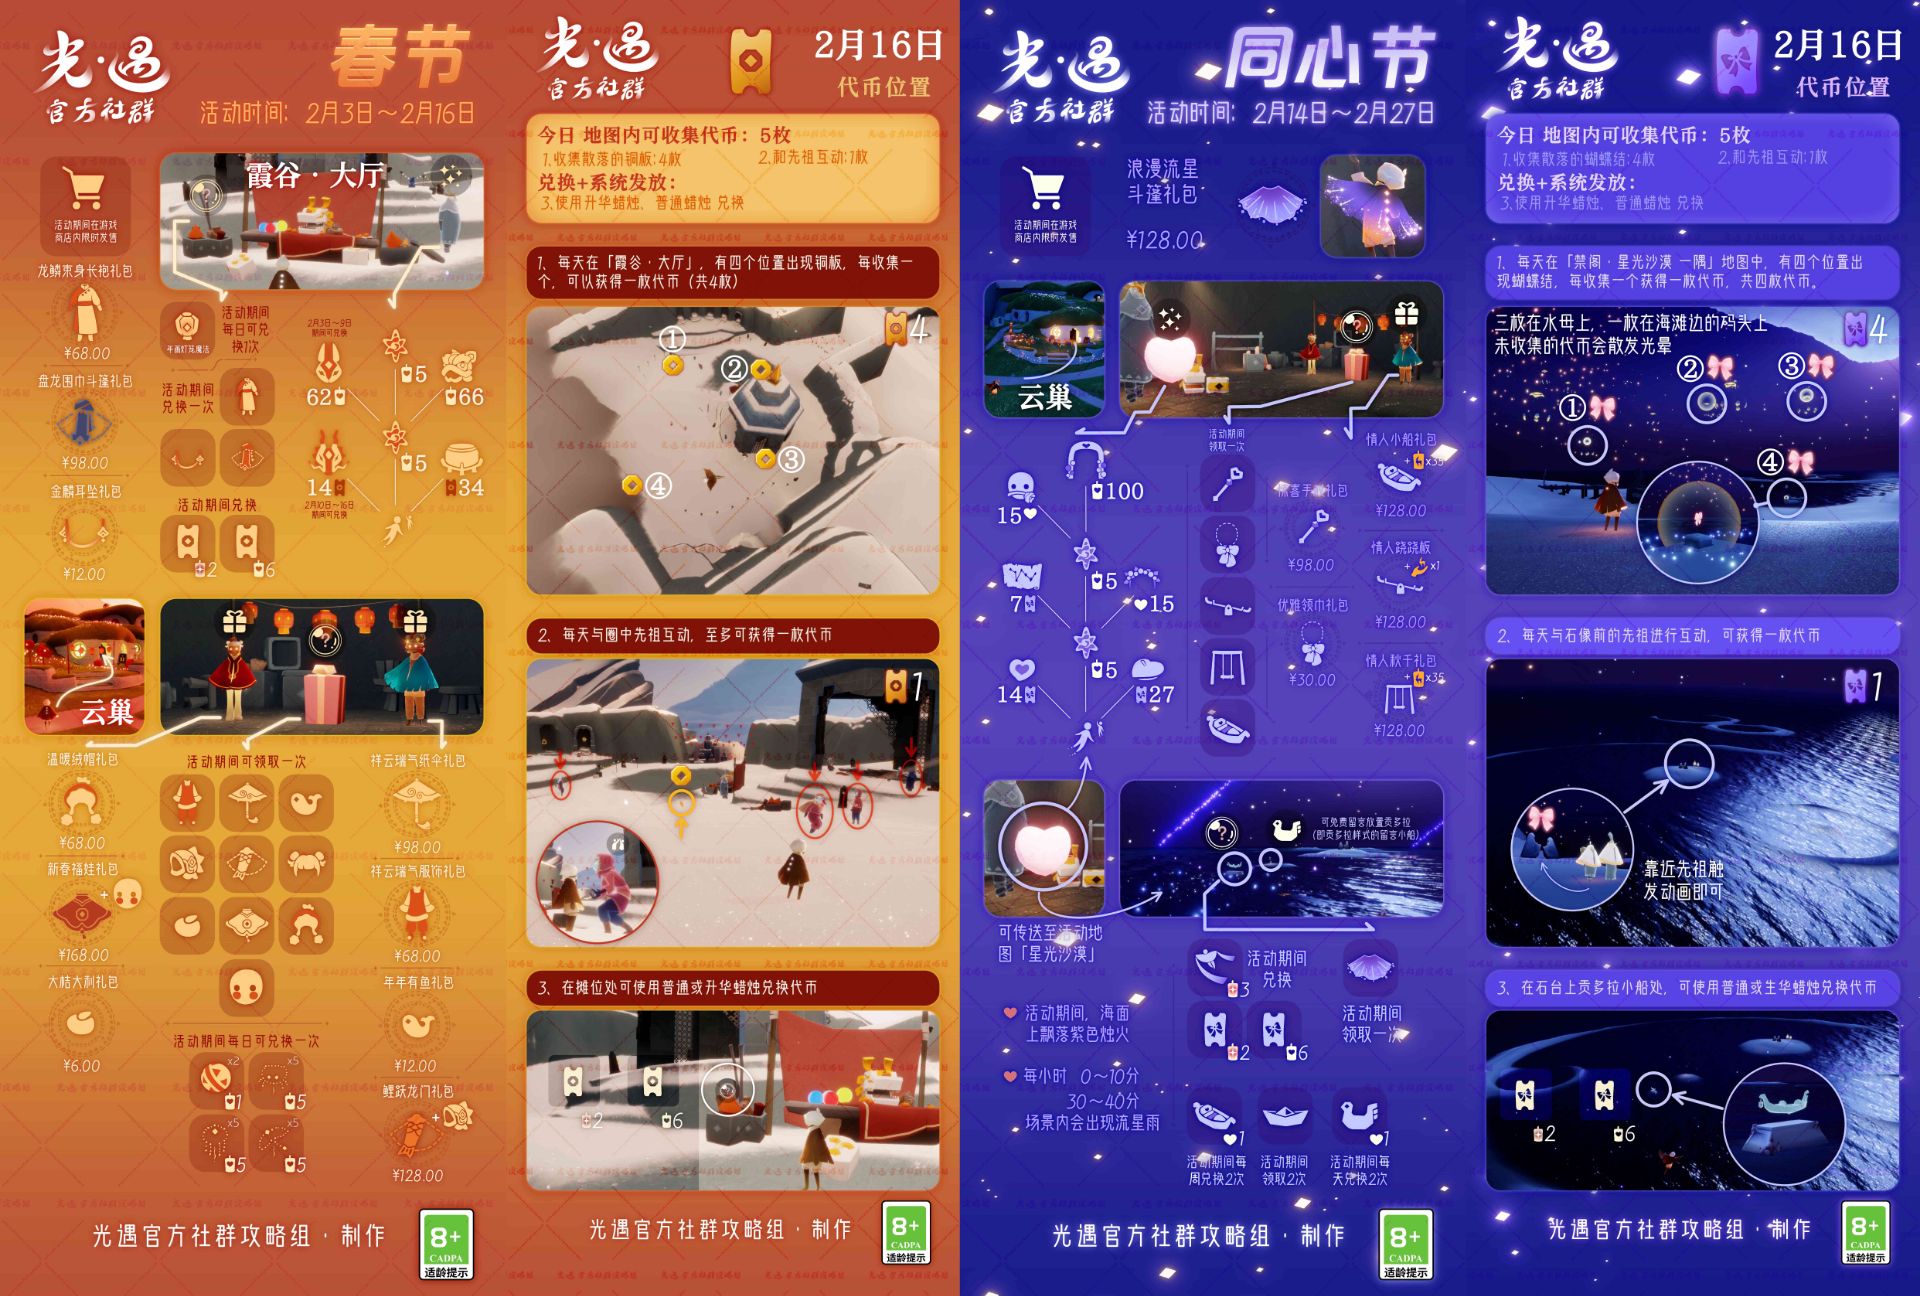 光·遇
官方社群
春节
活动时间: 2月3日～2月16日
活动期间在游戏
商店内限时发售
霞谷·大厅
龙鳞束身长袍礼包
¥68.00
盘龙围巾斗篷礼包
¥98.00
金麟耳坠礼包
¥12.00
活动期间
每日可兑
换1次
平面灯笼魔法
活动期间
兑换一次
活动期间兑换
2
6
2月3日～9日
期间可兑换
62
5
66
5
14
34
2月10日～16日
期间可兑换
云巢
温暖绒帽礼包
¥68.00
新春福娃礼包
+
¥168.00
大桔大利礼包
¥6.00
活动期间可领取一次
活动期间每日可兑换一次
x2
1
x5
5
x5
5
x5
5
祥云瑞气纸伞礼包
¥98.00
祥云瑞气服饰礼包
¥68.00
年年有鱼礼包
¥12.00
鲤跃龙门礼包
+
¥128.00
光遇官方社群攻略组·制作
8+
CADPA
适龄提示
光·遇
官方社群
2月16日
代币位置
今日 地图内可收集代币: 5枚
1.收集散落的铜板:4枚
2.和先祖互动:1枚
兑换+系统发放:
3.使用升华蜡烛、普通蜡烛 兑换
1、每天在「霞谷·大厅」,有四个位置出现铜板,每收集一
个,可以获得一枚代币(共4枚)
4
①
②
③
④
2、每天与圈中先祖互动,至多可获得一枚代币
1
3、在摊位处可使用普通或升华蜡烛兑换代币
2
6
光遇官方社群攻略组·制作
8+
CADPA
适龄提示
光·遇
官方社群
同心节
活动时间: 2月14日～2月27日
活动期间在游戏
商店内限时发售
浪漫流星
斗篷礼包
¥128.00
云巢
100
15
5
7
15
5
14
27
活动期间
领取一次
¥98.00
优雅领巾礼包
¥30.00
情人小船礼包
+ x35
¥128.00
情人跷跷板
+ x1
¥128.00
情人秋千礼包
+ x35
¥128.00
可传送至活动地
图「星光沙漠」
可免费留言放置贡多拉
(即贡多拉样式的留言小船)
活动期间
兑换
3
2
6
活动期间
领取一次
活动期间,海面
上飘落紫色烛火
每小时 0～10分
30～40分
场景内会出现流星雨
1
活动期间每
周兑换2次
活动期间
领取2次
1
活动期间每
天兑换2次
光遇官方社群攻略组·制作
8+
CADPA
适龄提示
光·遇
官方社群
2月16日
代币位置
今日 地图内可收集代币: 5枚
1.收集散落的蝴蝶结:4枚
2.和先祖互动:1枚
兑换+系统发放:
3.使用升华蜡烛、普通蜡烛 兑换
1、每天在「禁阁·星光沙漠 一隅」地图中,有四个位置出
现蝴蝶结,每收集一个获得一枚代币,共四枚代币。
三枚在水母上,一枚在海滩边的码头上
未收集的代币会散发光晕
4
①
②
③
④
2、每天与石像前的先祖进行互动,可获得一枚代币
1
靠近先祖触
发动画即可
3、在石台上贡多拉小船处,可使用普通或生华蜡烛兑换代币
2
6
光遇官方社群攻略组·制作
8+
CADPA
适龄提示